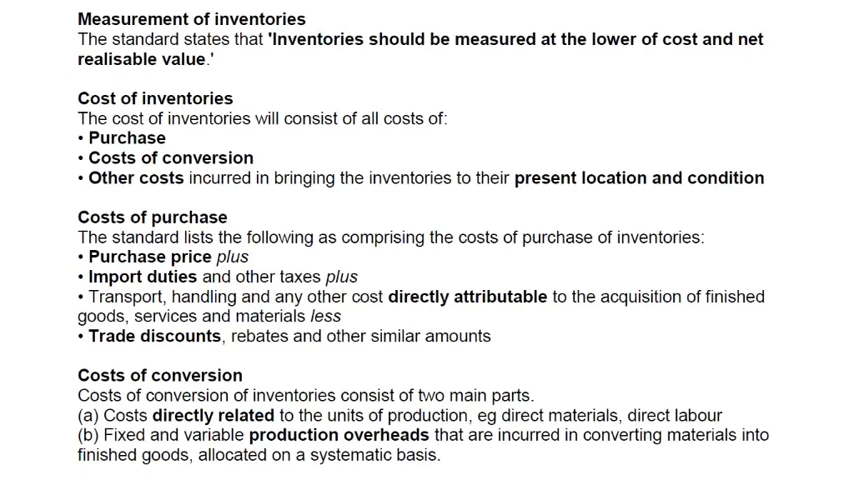 Measurement of inventories
The standard states that 'Inventories should be measured at the lower of cost and net
realisable value.'
Cost of inventories
The cost of inventories will consist of all costs of:
• Purchase
• Costs of conversion
• Other costs incurred in bringing the inventories to their present location and condition
Costs of purchase
The standard lists the following as comprising the costs of purchase of inventories:
• Purchase price plus
• Import duties and other taxes plus
• Transport, handling and any other cost directly attributable to the acquisition of finished
goods, services and materials less
• Trade discounts, rebates and other similar amounts
Costs of conversion
Costs of conversion of inventories consist of two main parts.
(a) Costs directly related to the units of production, eg direct materials, direct labour
(b) Fixed and variable production overheads that are incurred in converting materials into
finished goods, allocated on a systematic basis.